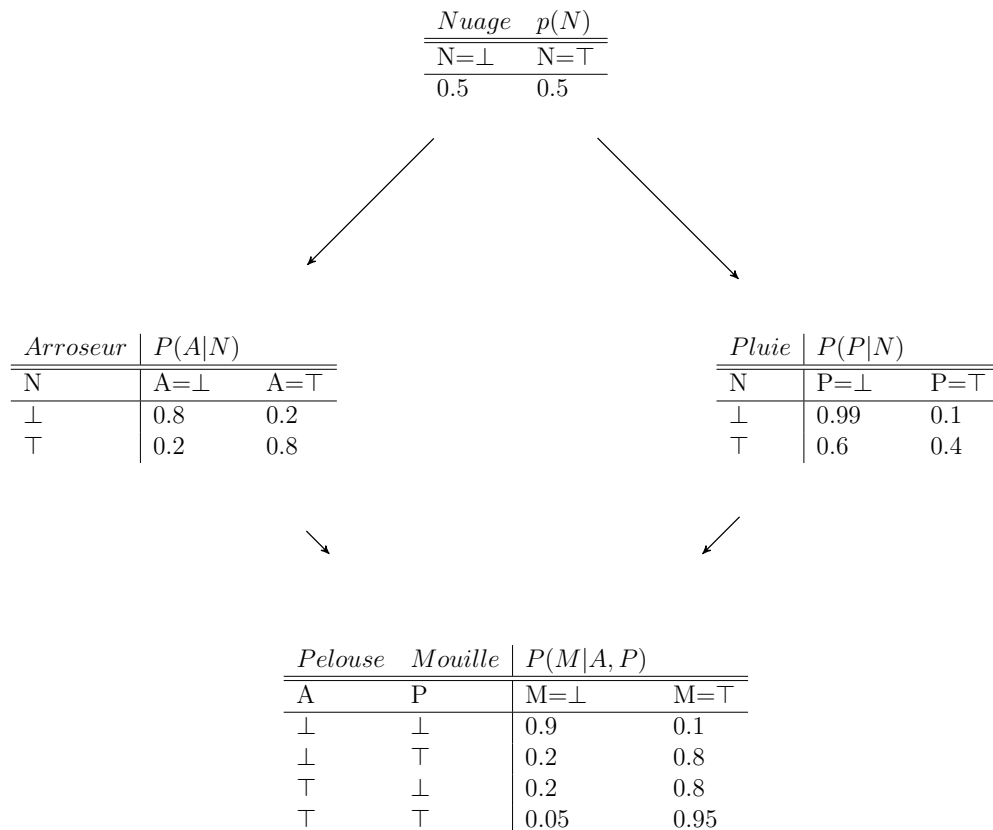 Nuage p(N)
N=⊥ N=⊤
0.5 0.5
Arroseur P(A|N)
N A=⊥ A=⊤
⊥ 0.8 0.2
⊤ 0.2 0.8
Pluie P(P|N)
N P=⊥ P=⊤
⊥ 0.99 0.1
⊤ 0.6 0.4
Pelouse Mouille P(M|A, P)
A P M=⊥ M=⊤
⊥ ⊥ 0.9 0.1
⊥ ⊤ 0.2 0.8
⊤ ⊥ 0.2 0.8
⊤ ⊤ 0.05 0.95